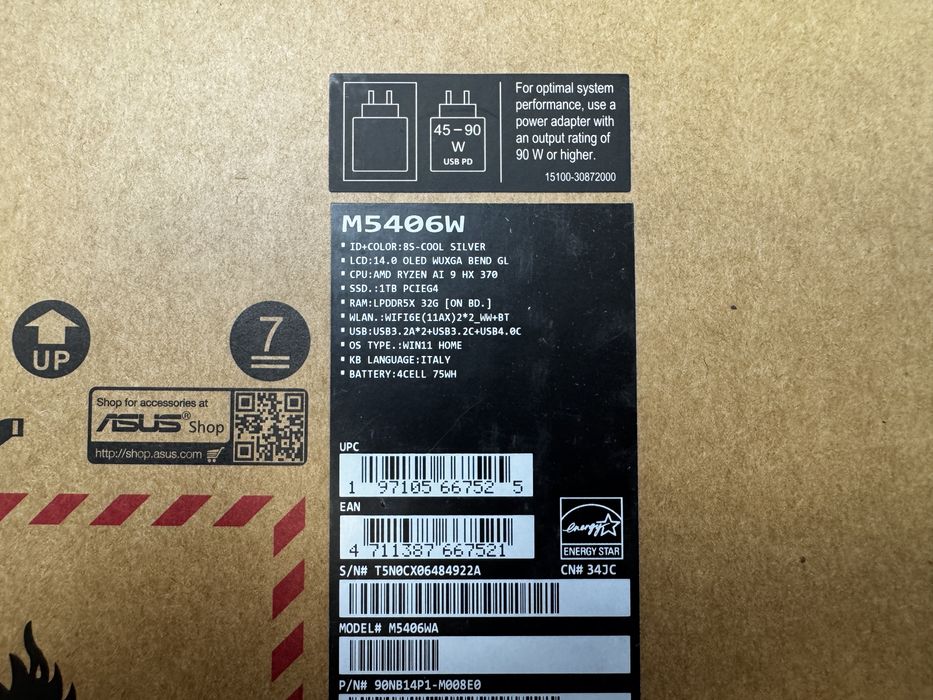 For optimal system
performance, use a
power adapter with
an output rating of
90 W or higher.
15100-30872000
45 – 90
W
USB PD
M5406W
ID+COLOR:8S-COOL SILVER
LCD:14.0 OLED WUXGA BEND GL
CPU:AMD RYZEN AI 9 HX 370
SSD.:1TB PCIEG4
RAM:LPDDR5X 32G [ON BD.]
WLAN.:WIFI6E(11AX)2*2_WW+BT
USB:USB3.2A*2+USB3.2C+USB4.0C
OS TYPE.:WIN11 HOME
KB LANGUAGE:ITALY
BATTERY:4CELL 75WH
UP
7
Shop for accessories at
ASUS® Shop
http://shop.asus.com
UPC
1 97105 66752 5
EAN
4 711387 667521
energy
ENERGY STAR
S/N# T5N0CX06484922A
CN# 34JC
MODEL# M5406WA
P/N# 90NB14P1-M008E0